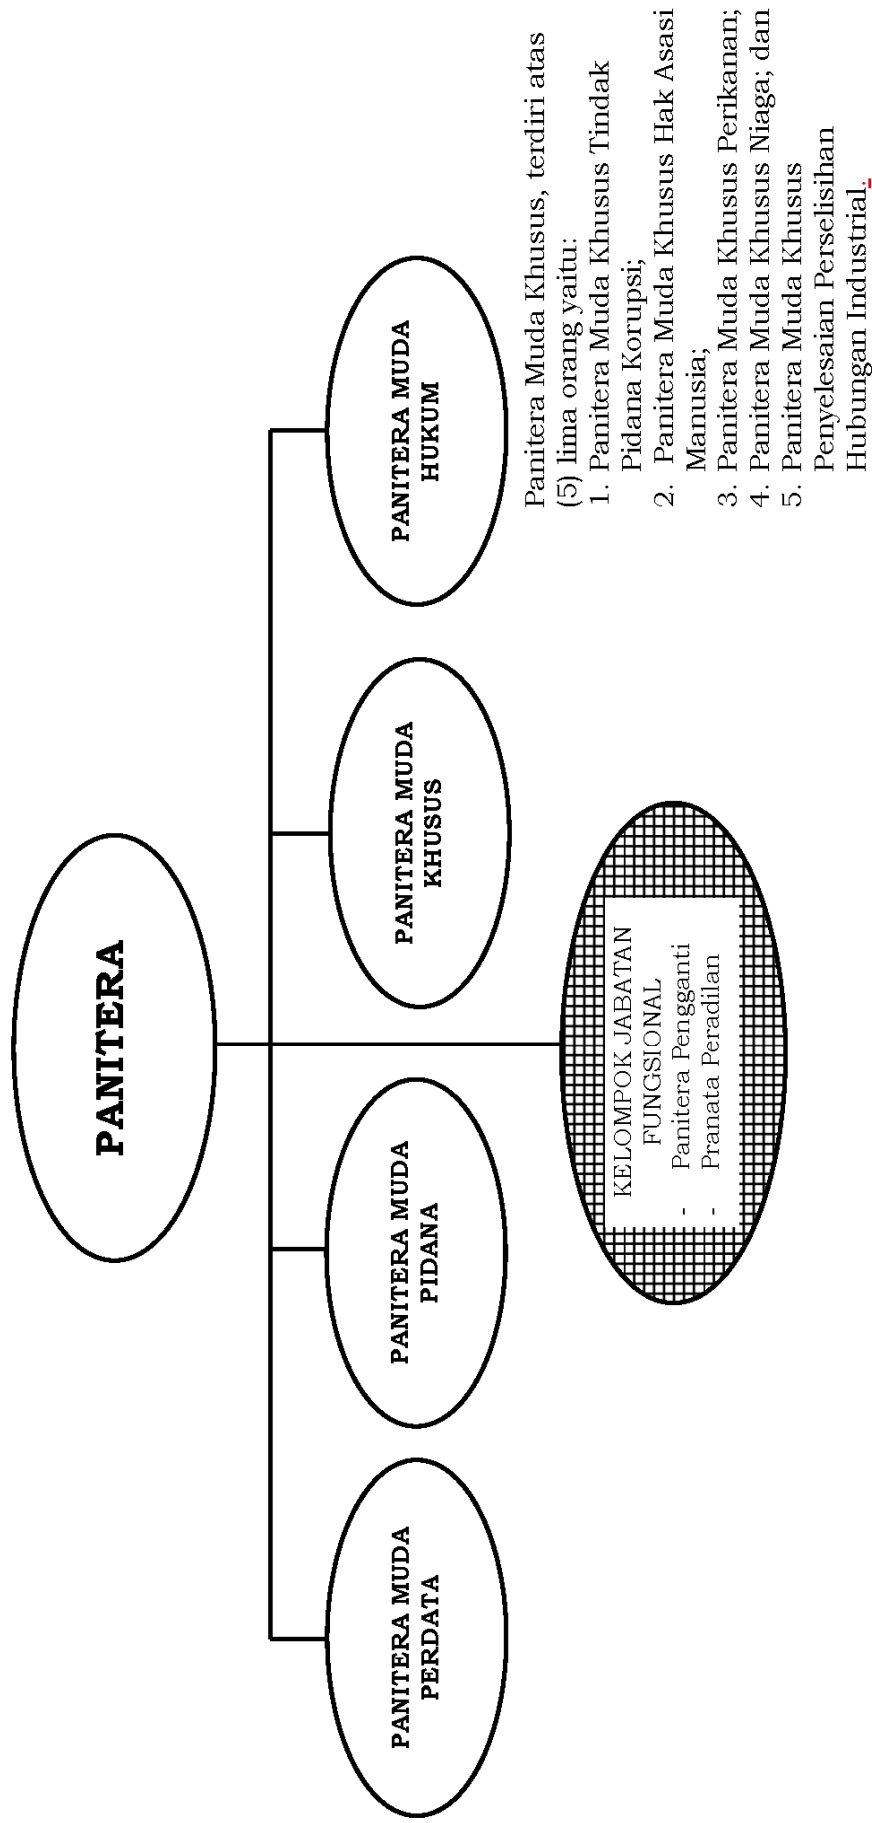 PANITERA
PANITERA MUDA
PERDATA
PANITERA MUDA
PIDANA
PANITERA MUDA
KHUSUS
PANITERA MUDA
HUKUM
KELOMPOK JABATAN
FUNGSIONAL
- Panitera Pengganti
- Pranata Peradilan
Panitera Muda Khusus, terdiri atas
(5) lima orang yaitu:
1. Panitera Muda Khusus Tindak
Pidana Korupsi;
2. Panitera Muda Khusus Hak Asasi
Manusia;
3. Panitera Muda Khusus Perikanan;
4. Panitera Muda Khusus Niaga; dan
5. Panitera Muda Khusus
Penyelesaian Perselisihan
Hubungan Industrial.